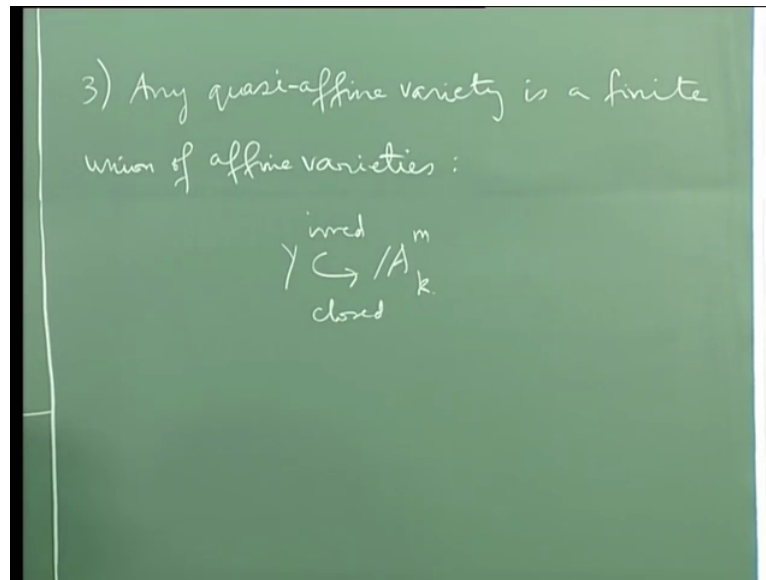 3) Any quasi-affine variety is a finite
union of affine varieties :
irred
Y ↪ /A^m_k.
closed